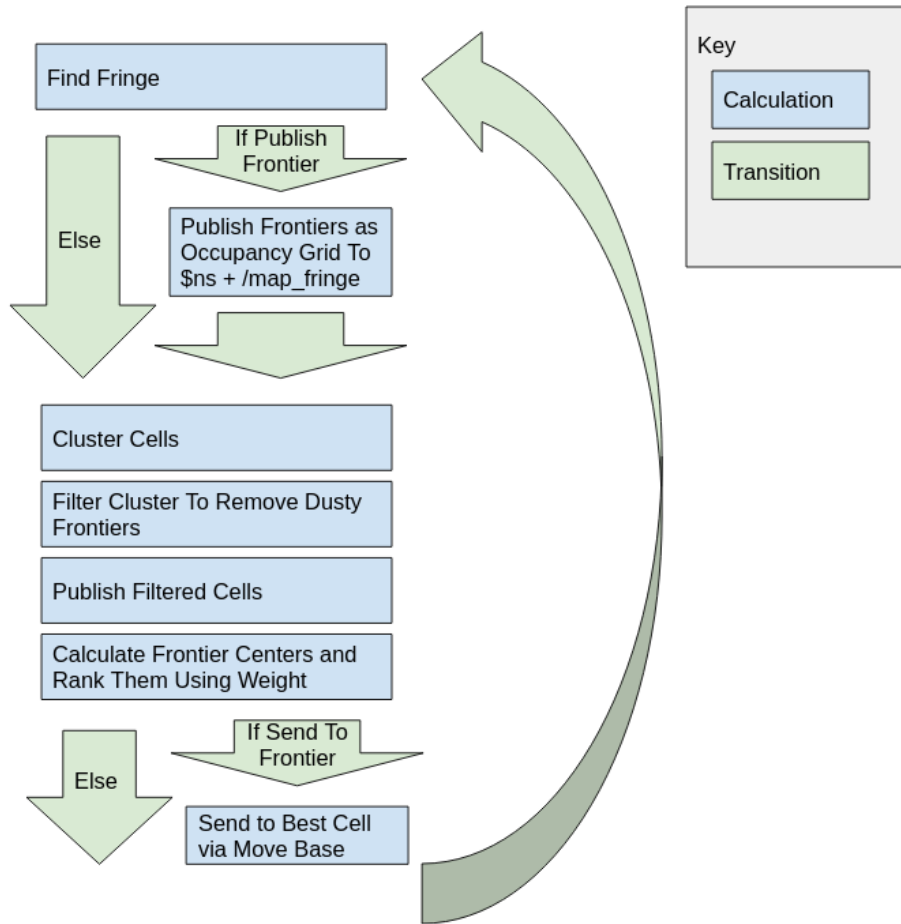 Find Fringe
If Publish
Frontier
Else
Publish Frontiers as
Occupancy Grid To
$ns + /map_fringe
Cluster Cells
Filter Cluster To Remove Dusty
Frontiers
Publish Filtered Cells
Calculate Frontier Centers and
Rank Them Using Weight
If Send To
Frontier
Else
Send to Best Cell
via Move Base
Key
Calculation
Transition